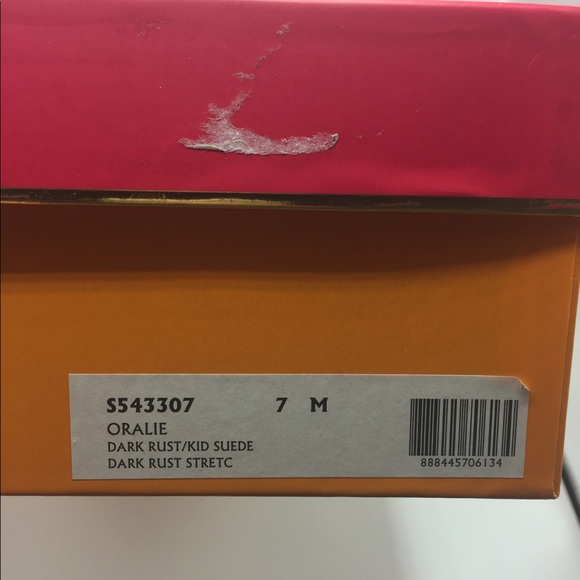 S543307 7 M
ORALIE
DARK RUST/KID SUEDE
DARK RUST STRETC
888445706134